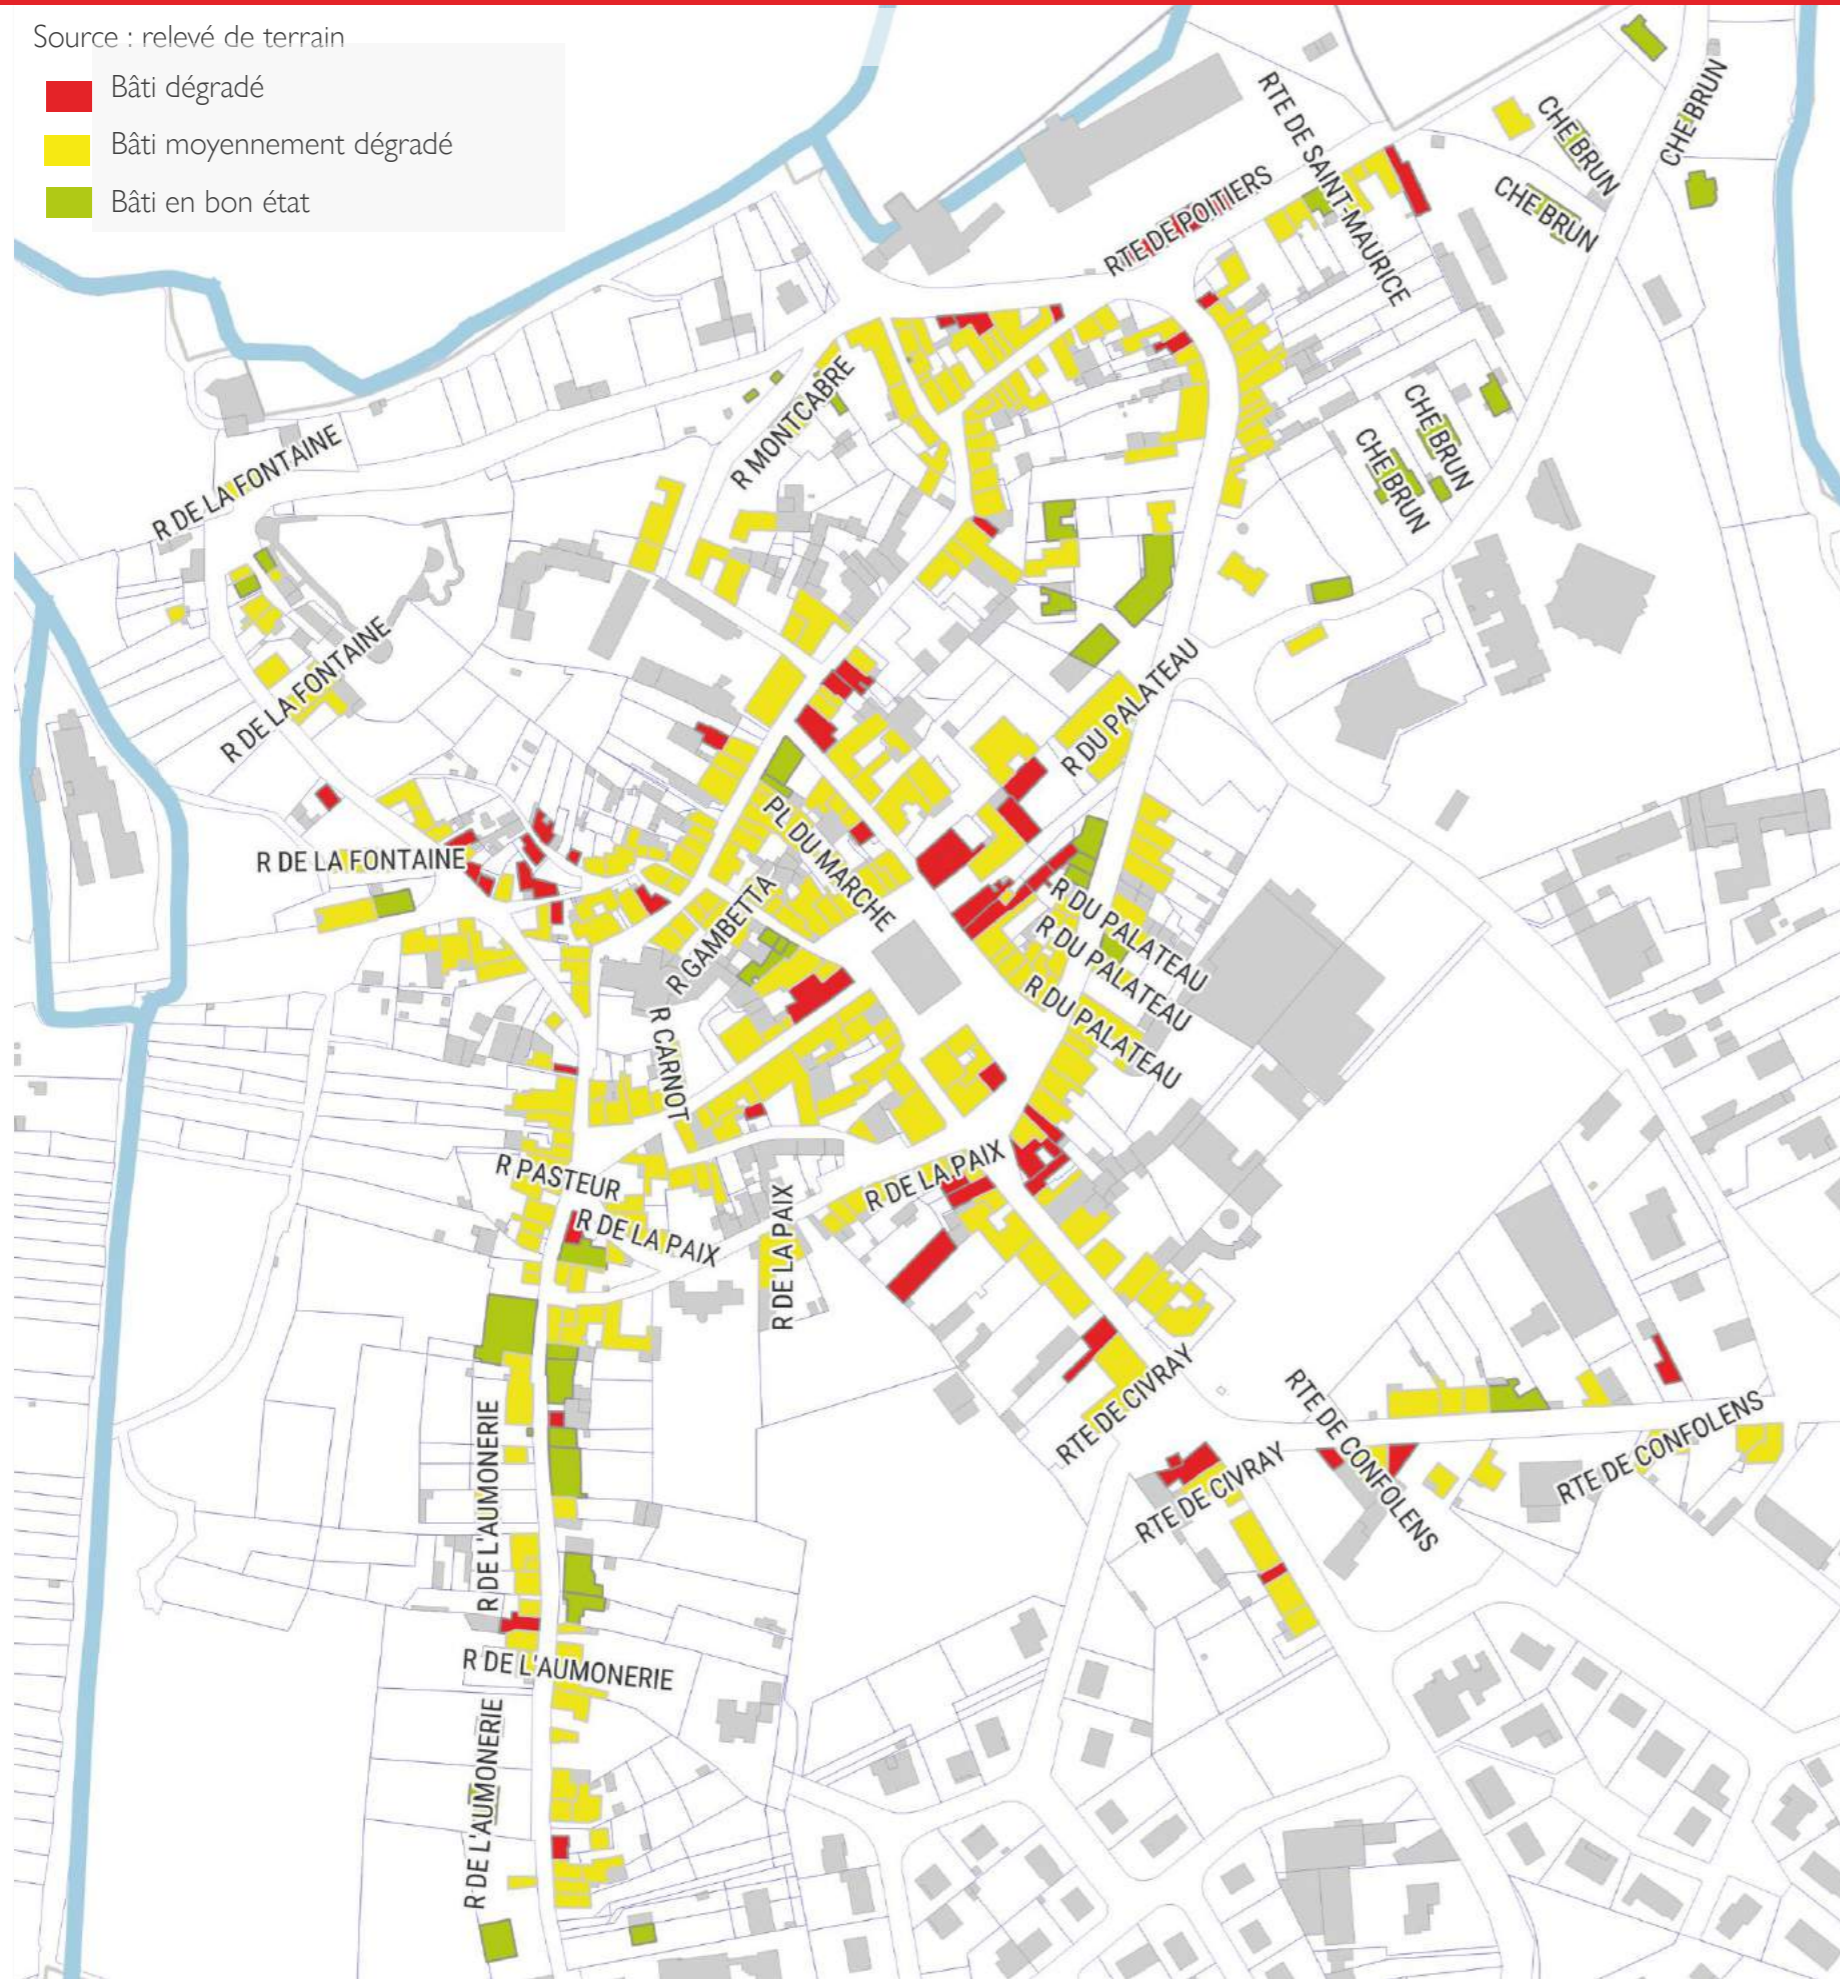 Source : relevé de terrain
Bâti dégradé
Bâti moyennement dégradé
Bâti en bon état
CHE BRUN
RTE DE SAINT-MAURICE
CHE BRUN
CHE BRUN
RTE DE POITIERS
R MONTCABRE
CHE BRUN
CHE BRUN
R DE LA FONTAINE
R DE LA FONTAINE
R DU PALATEAU
PL DU MARCHE
R DE LA FONTAINE
R GAMBETTA
R DU PALATEAU
R DU PALATEAU
R DU PALATEAU
R CARNOT
R PASTEUR
R DE LA PAIX
R DE LA PAIX
R DE LA PAIX
RTE DE CIVRAY
RTE DE CONFOLENS
RTE DE CONFOLENS
RTE DE CIVRAY
R DE L'AUMONERIE
R DE L'AUMONERIE
R DE L'AUMONERIE